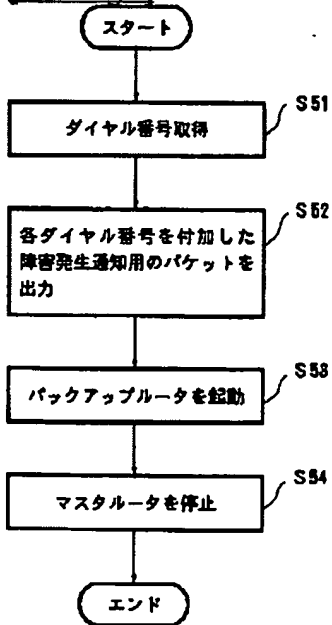 スタート
S51
ダイヤル番号取得
S52
各ダイヤル番号を付加した
障害発生通知用のパケットを
出力
S53
バックアップルータを起動
S54
マスタルータを停止
エンド